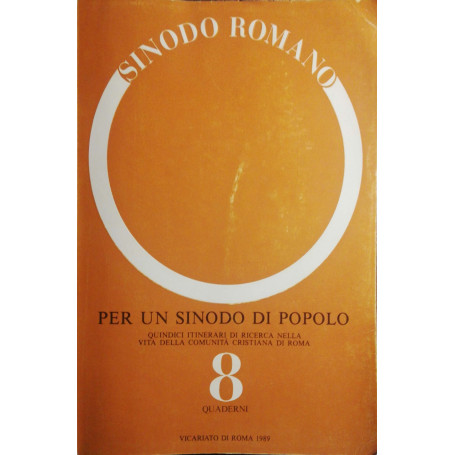 SINODO ROMANO
PER UN SINODO DI POPOLO
QUINDICI ITINERARI DI RICERCA NELLA
VITA DELLA COMUNITÀ CRISTIANA DI ROMA
8
QUADERNI
VICARIATO DI ROMA 1989